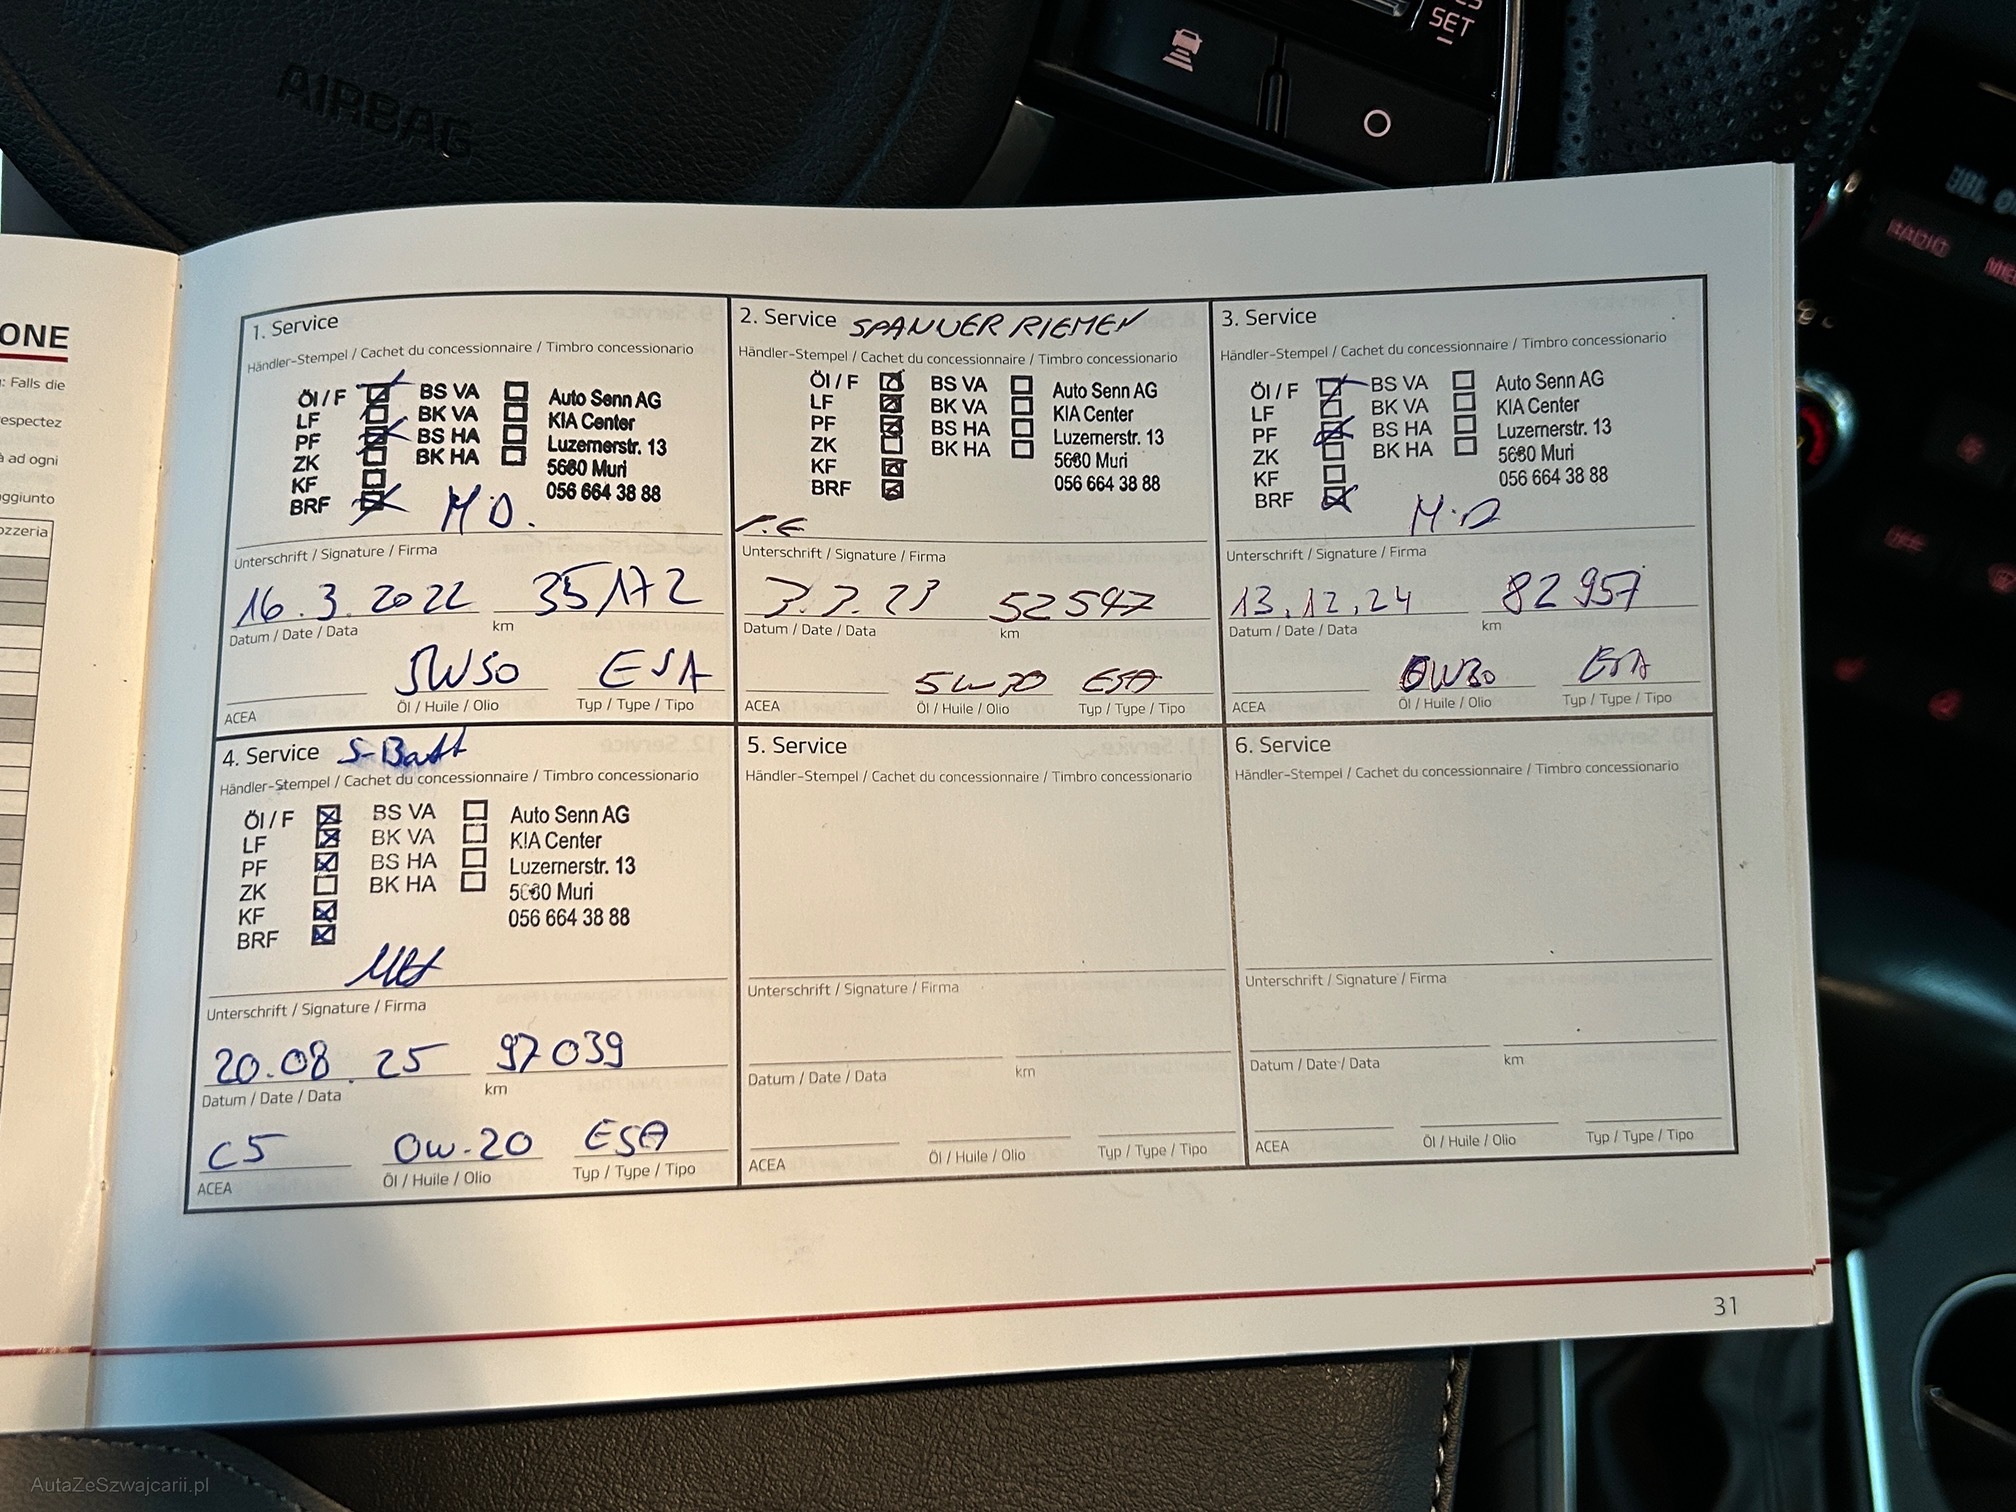 AIRBAG
SET
RADIO
ONE
: Falls die
espectez
à ad ogni
aggiunto
ozzeria
1. Service
Händler-Stempel / Cachet du concessionnaire / Timbro concessionario
Öl / F BS VA Auto Senn AG
LF BK VA KIA Center
PF BS HA Luzernerstr. 13
ZK BK HA 5630 Muri
KF 056 664 38 88
BRF M.D.
Unterschrift / Signature / Firma
16.3.2022 35172
Datum / Date / Data km
5W30 ESA
ACEA Öl / Huile / Olio Typ / Type / Tipo
2. Service SPANNER RIEMEN
Händler-Stempel / Cachet du concessionnaire / Timbro concessionario
Öl / F BS VA Auto Senn AG
LF BK VA KIA Center
PF BS HA Luzernerstr. 13
ZK BK HA 5630 Muri
KF 056 664 38 88
BRF
Unterschrift / Signature / Firma
52547
Datum / Date / Data km
ESA
ACEA Öl / Huile / Olio Typ / Type / Tipo
3. Service
Händler-Stempel / Cachet du concessionnaire / Timbro concessionario
Öl / F BS VA Auto Senn AG
LF BK VA KIA Center
PF BS HA Luzernerstr. 13
ZK BK HA 5630 Muri
KF 056 664 38 88
BRF M.D
Unterschrift / Signature / Firma
13.12.24 82957
Datum / Date / Data km
0W30 ESA
ACEA Öl / Huile / Olio Typ / Type / Tipo
4. Service S-Batt
Händler-Stempel / Cachet du concessionnaire / Timbro concessionario
Öl / F BS VA Auto Senn AG
LF BK VA KIA Center
PF BS HA Luzernerstr. 13
ZK BK HA 5630 Muri
KF 056 664 38 88
BRF
Unterschrift / Signature / Firma
20.08.25 97039
Datum / Date / Data km
C5 0W-20 ESA
ACEA Öl / Huile / Olio Typ / Type / Tipo
5. Service
Händler-Stempel / Cachet du concessionnaire / Timbro concessionario
Unterschrift / Signature / Firma
Datum / Date / Data km
ACEA Öl / Huile / Olio Typ / Type / Tipo
6. Service
Händler-Stempel / Cachet du concessionnaire / Timbro concessionario
Unterschrift / Signature / Firma
Datum / Date / Data km
ACEA Öl / Huile / Olio Typ / Type / Tipo
31
AutaZeSzwajcarii.pl